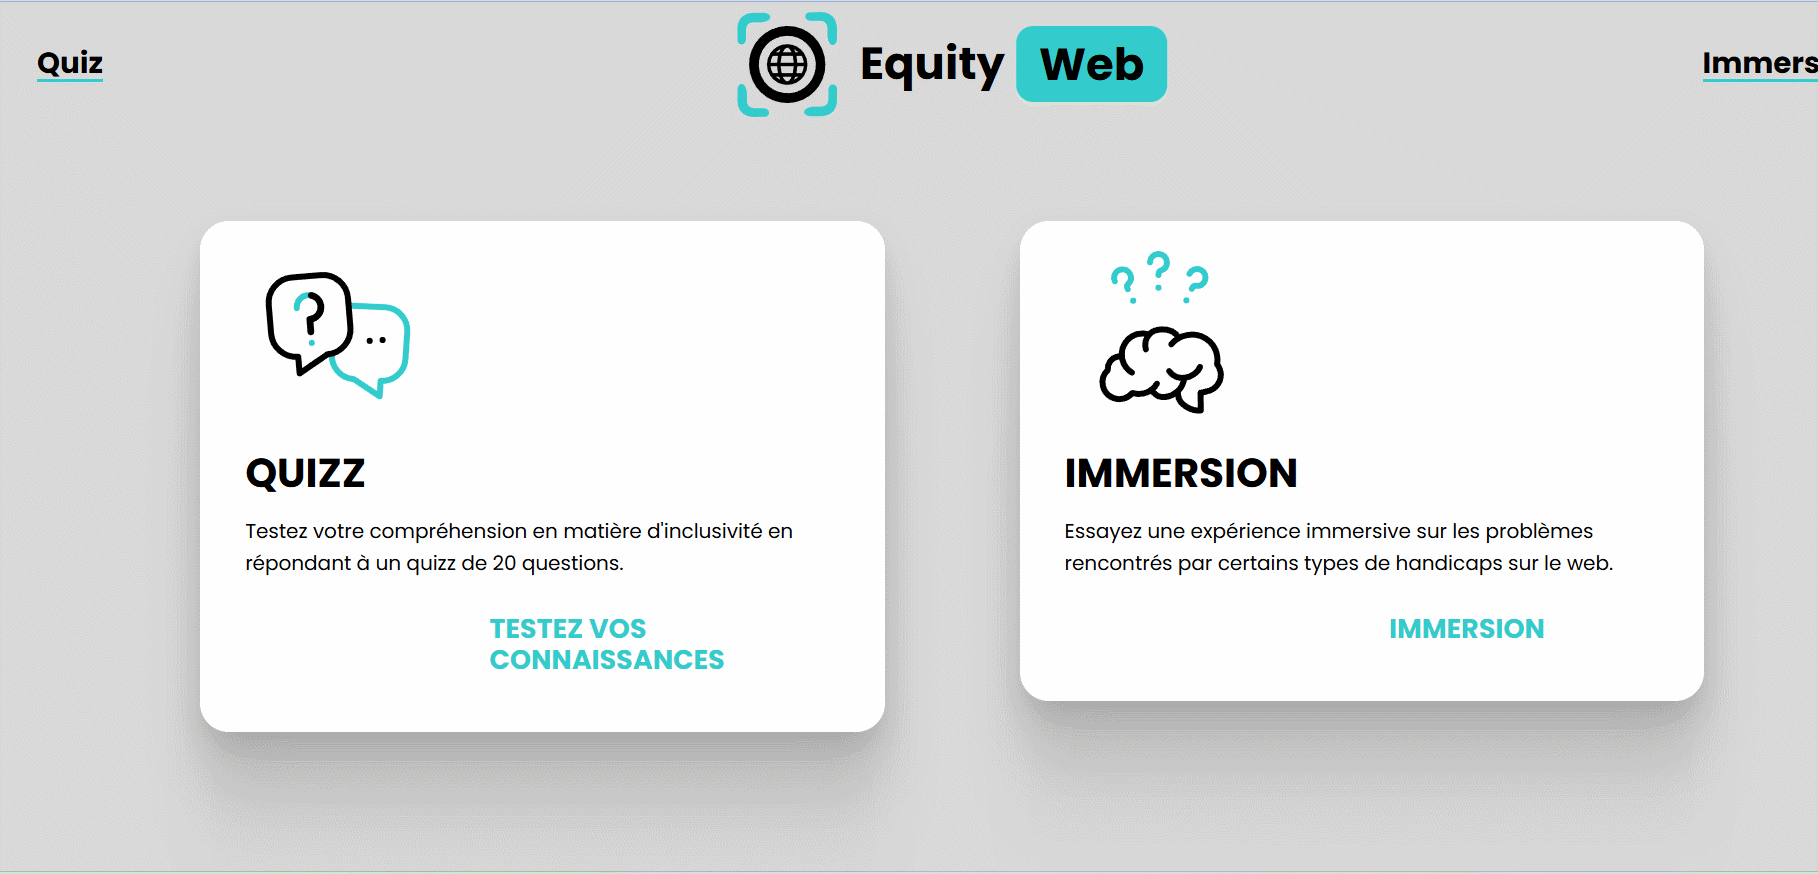 Quiz
Equity Web
Immers
QUIZZ
Testez votre compréhension en matière d'inclusivité en
répondant à un quizz de 20 questions.
TESTEZ VOS
CONNAISSANCES
IMMERSION
Essayez une expérience immersive sur les problèmes
rencontrés par certains types de handicaps sur le web.
IMMERSION